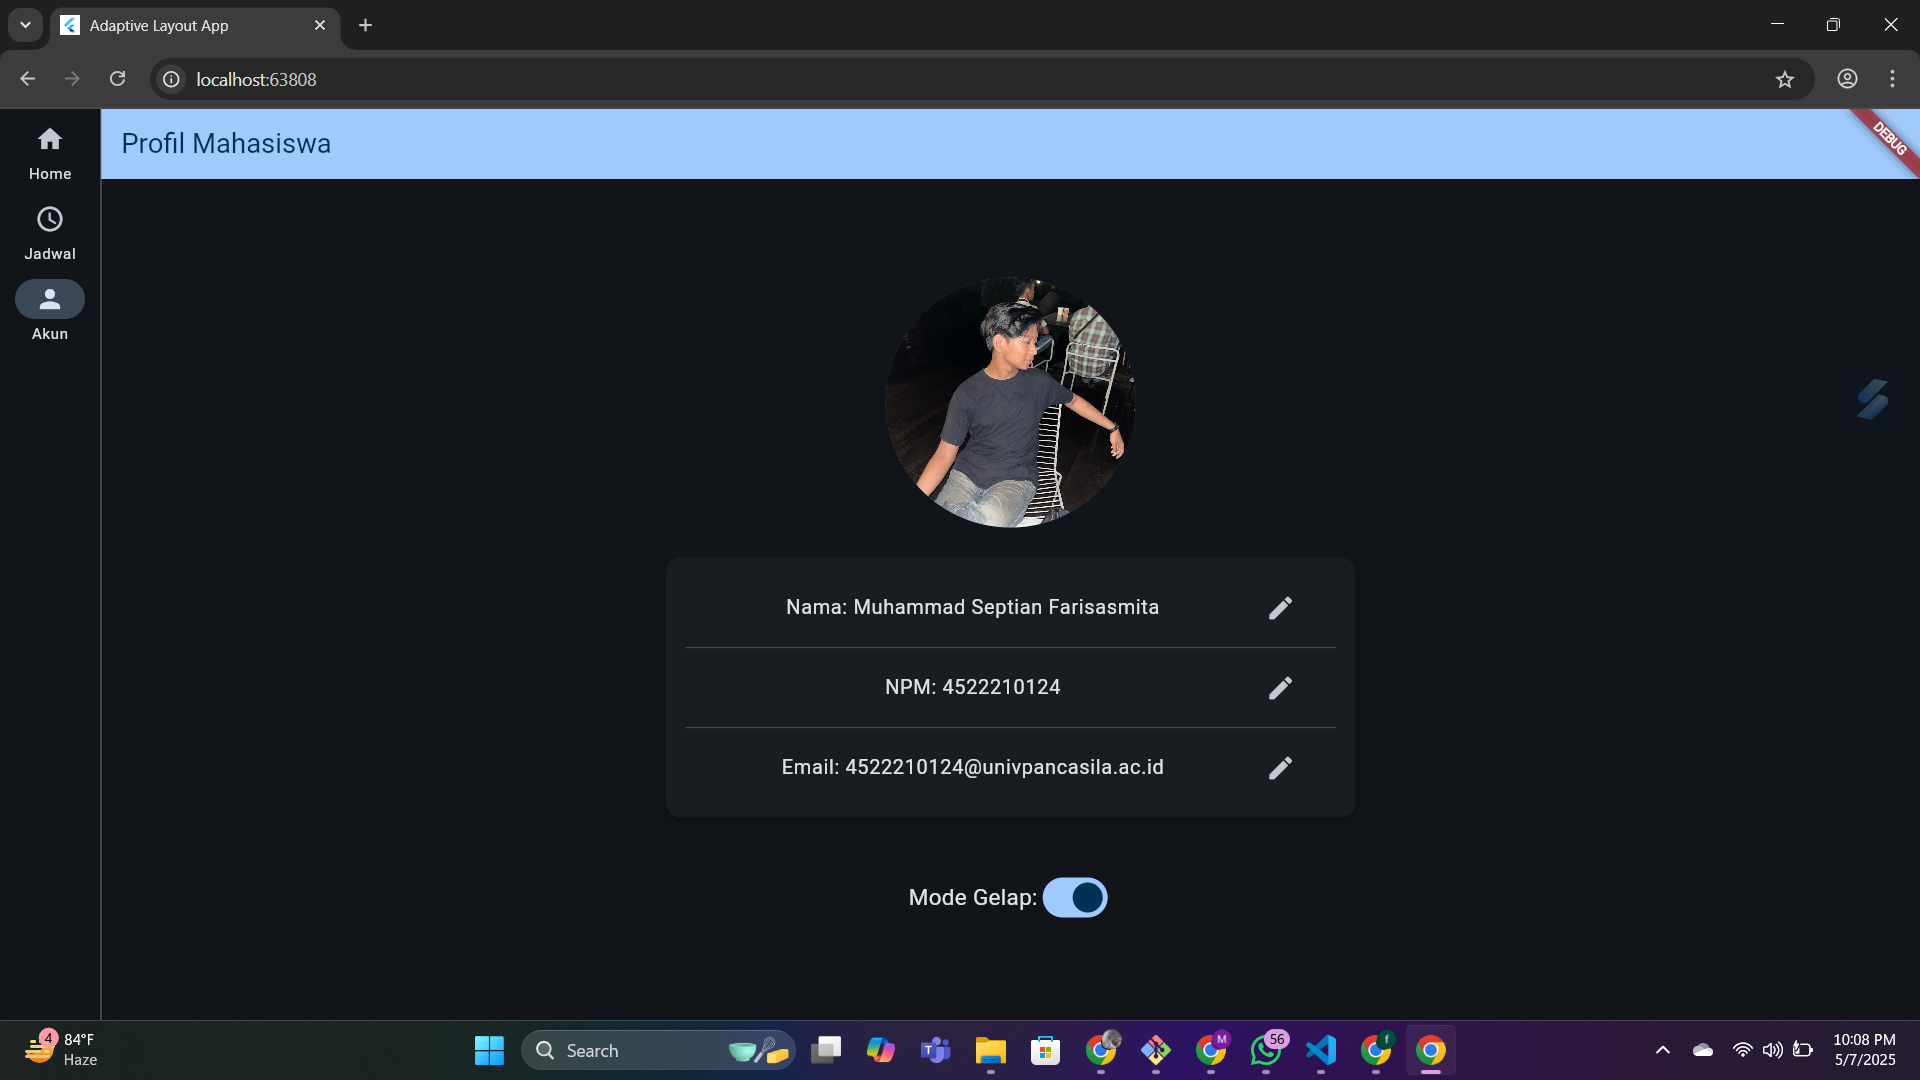 Adaptive Layout App
localhost:63808
Home
Jadwal
Akun
Profil Mahasiswa
DEBUG
Nama: Muhammad Septian Farisasmita
NPM: 4522210124
Email: 4522210124@univpancasila.ac.id
Mode Gelap:
4
84°F
Haze
Search
T
M
56
f
10:08 PM
5/7/2025